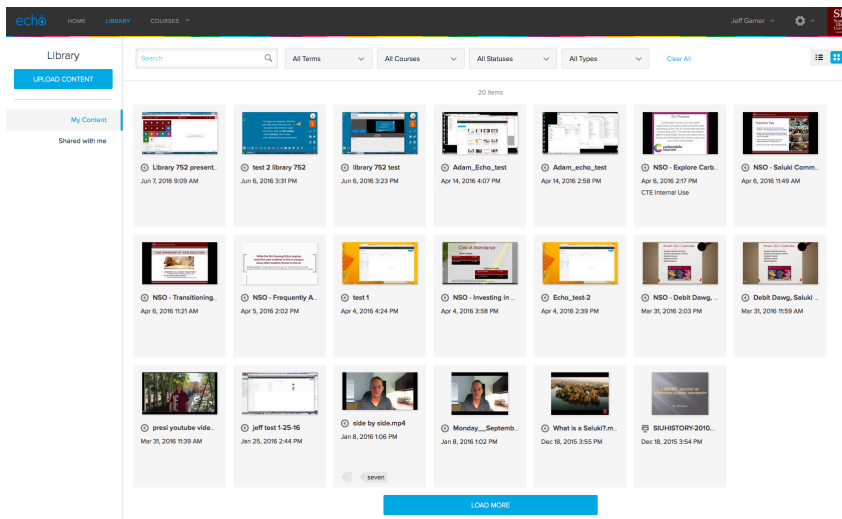 echo HOME LIBRARY COURSES Jeff Garner
Library
Search All Terms All Courses All Statuses All Types Clear All
UPLOAD CONTENT
20 items
My Content
Shared with me
Library 752 present.. test 2 library 752 library 752 test Adam_Echo_test Adam_echo_test NSO - Explore Carb.. NSO - Saluki Comm..
Jun 7, 2016 9:09 AM Jun 6, 2016 3:31 PM Jun 6, 2016 3:23 PM Apr 14, 2016 4:07 PM Apr 14, 2016 2:58 PM Apr 6, 2016 2:17 PM Apr 6, 2016 11:49 AM
CTE Internal Use
Cost of Attendance
NSO - Transitioning.. NSO - Frequently A.. test 1 NSO - Investing in .. Echo_test-2 NSO - Debit Dawg, .. Debit Dawg, Saluki ..
Apr 6, 2016 11:21 AM Apr 5, 2016 2:02 PM Apr 4, 2016 4:24 PM Apr 4, 2016 3:58 PM Apr 4, 2016 2:39 PM Mar 31, 2016 2:03 PM Mar 31, 2016 11:59 AM
presi youtube vide.. jeff test 1-25-16 side by side.mp4 Monday__Septemb.. What is a Saluki?.m.. SIUHISTORY-2010...
Mar 31, 2016 11:39 AM Jan 25, 2016 2:44 PM Jan 8, 2016 1:06 PM Jan 8, 2016 1:02 PM Dec 18, 2015 3:55 PM Dec 18, 2015 3:54 PM
seven
LOAD MORE